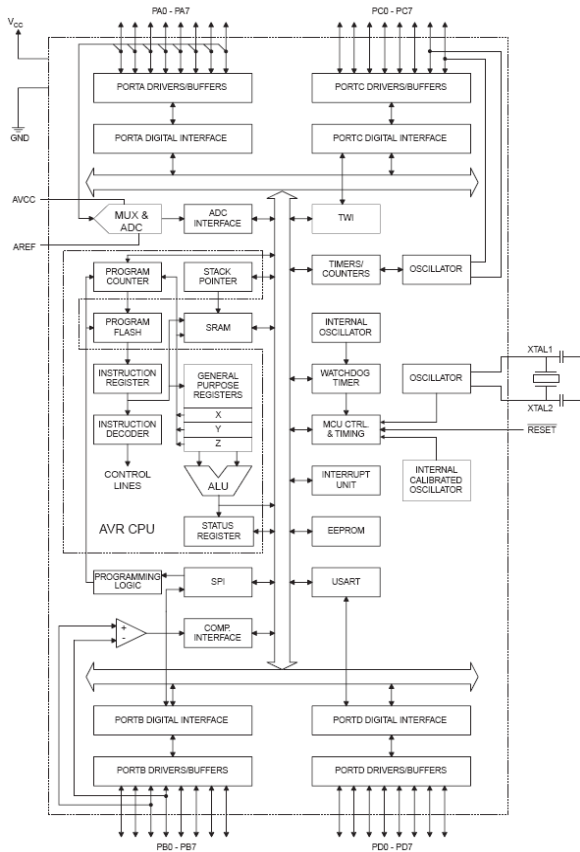 PA0 - PA7
PC0 - PC7
VCC
PORTA DRIVERS/BUFFERS
PORTC DRIVERS/BUFFERS
GND
PORTA DIGITAL INTERFACE
PORTC DIGITAL INTERFACE
AVCC
MUX &
ADC
ADC
INTERFACE
TWI
AREF
PROGRAM
COUNTER
STACK
POINTER
TIMERS/
COUNTERS
OSCILLATOR
PROGRAM
FLASH
SRAM
INTERNAL
OSCILLATOR
XTAL1
INSTRUCTION
REGISTER
GENERAL
PURPOSE
REGISTERS
WATCHDOG
TIMER
OSCILLATOR
XTAL2
X
INSTRUCTION
DECODER
Y
MCU CTRL.
& TIMING
RESET
Z
CONTROL
LINES
ALU
INTERRUPT
UNIT
INTERNAL
CALIBRATED
OSCILLATOR
AVR CPU
STATUS
REGISTER
EEPROM
PROGRAMMING
LOGIC
SPI
USART
+
-
COMP.
INTERFACE
PORTB DIGITAL INTERFACE
PORTD DIGITAL INTERFACE
PORTB DRIVERS/BUFFERS
PORTD DRIVERS/BUFFERS
PB0 - PB7
PD0 - PD7